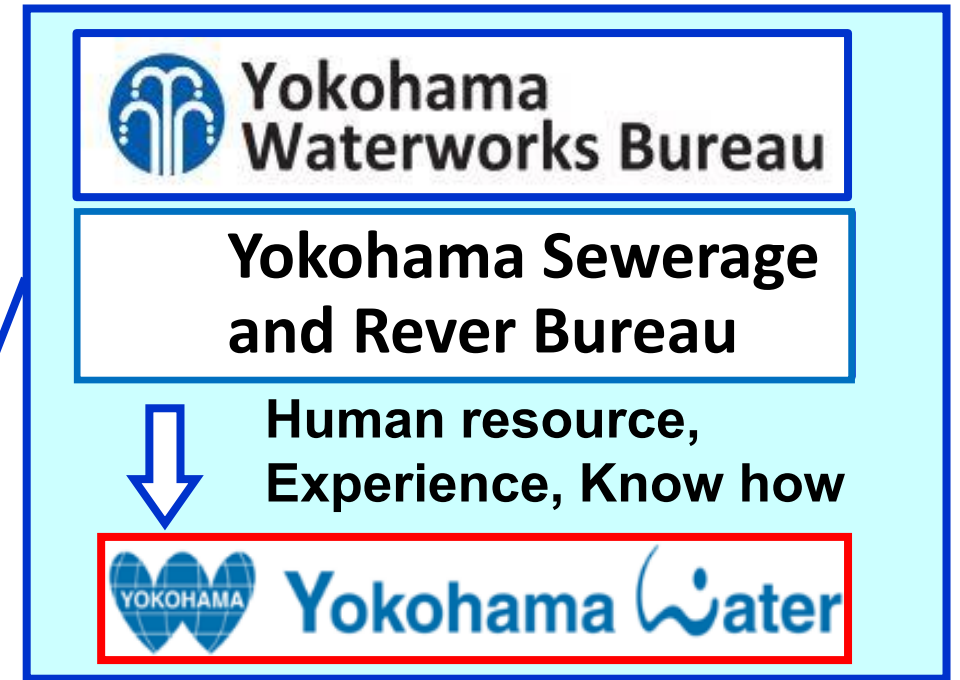 Yokohama
Waterworks Bureau
Yokohama Sewerage
and Rever Bureau
Human resource,
Experience, Know how
YOKOHAMA
Yokohama Water